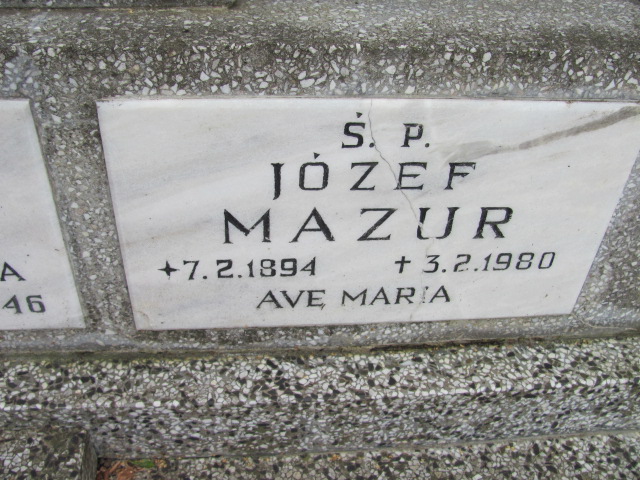 Ś. P.
JÓZEF
MAZUR
7.2.1894 † 3.2.1980
AVE MARIA
A
46